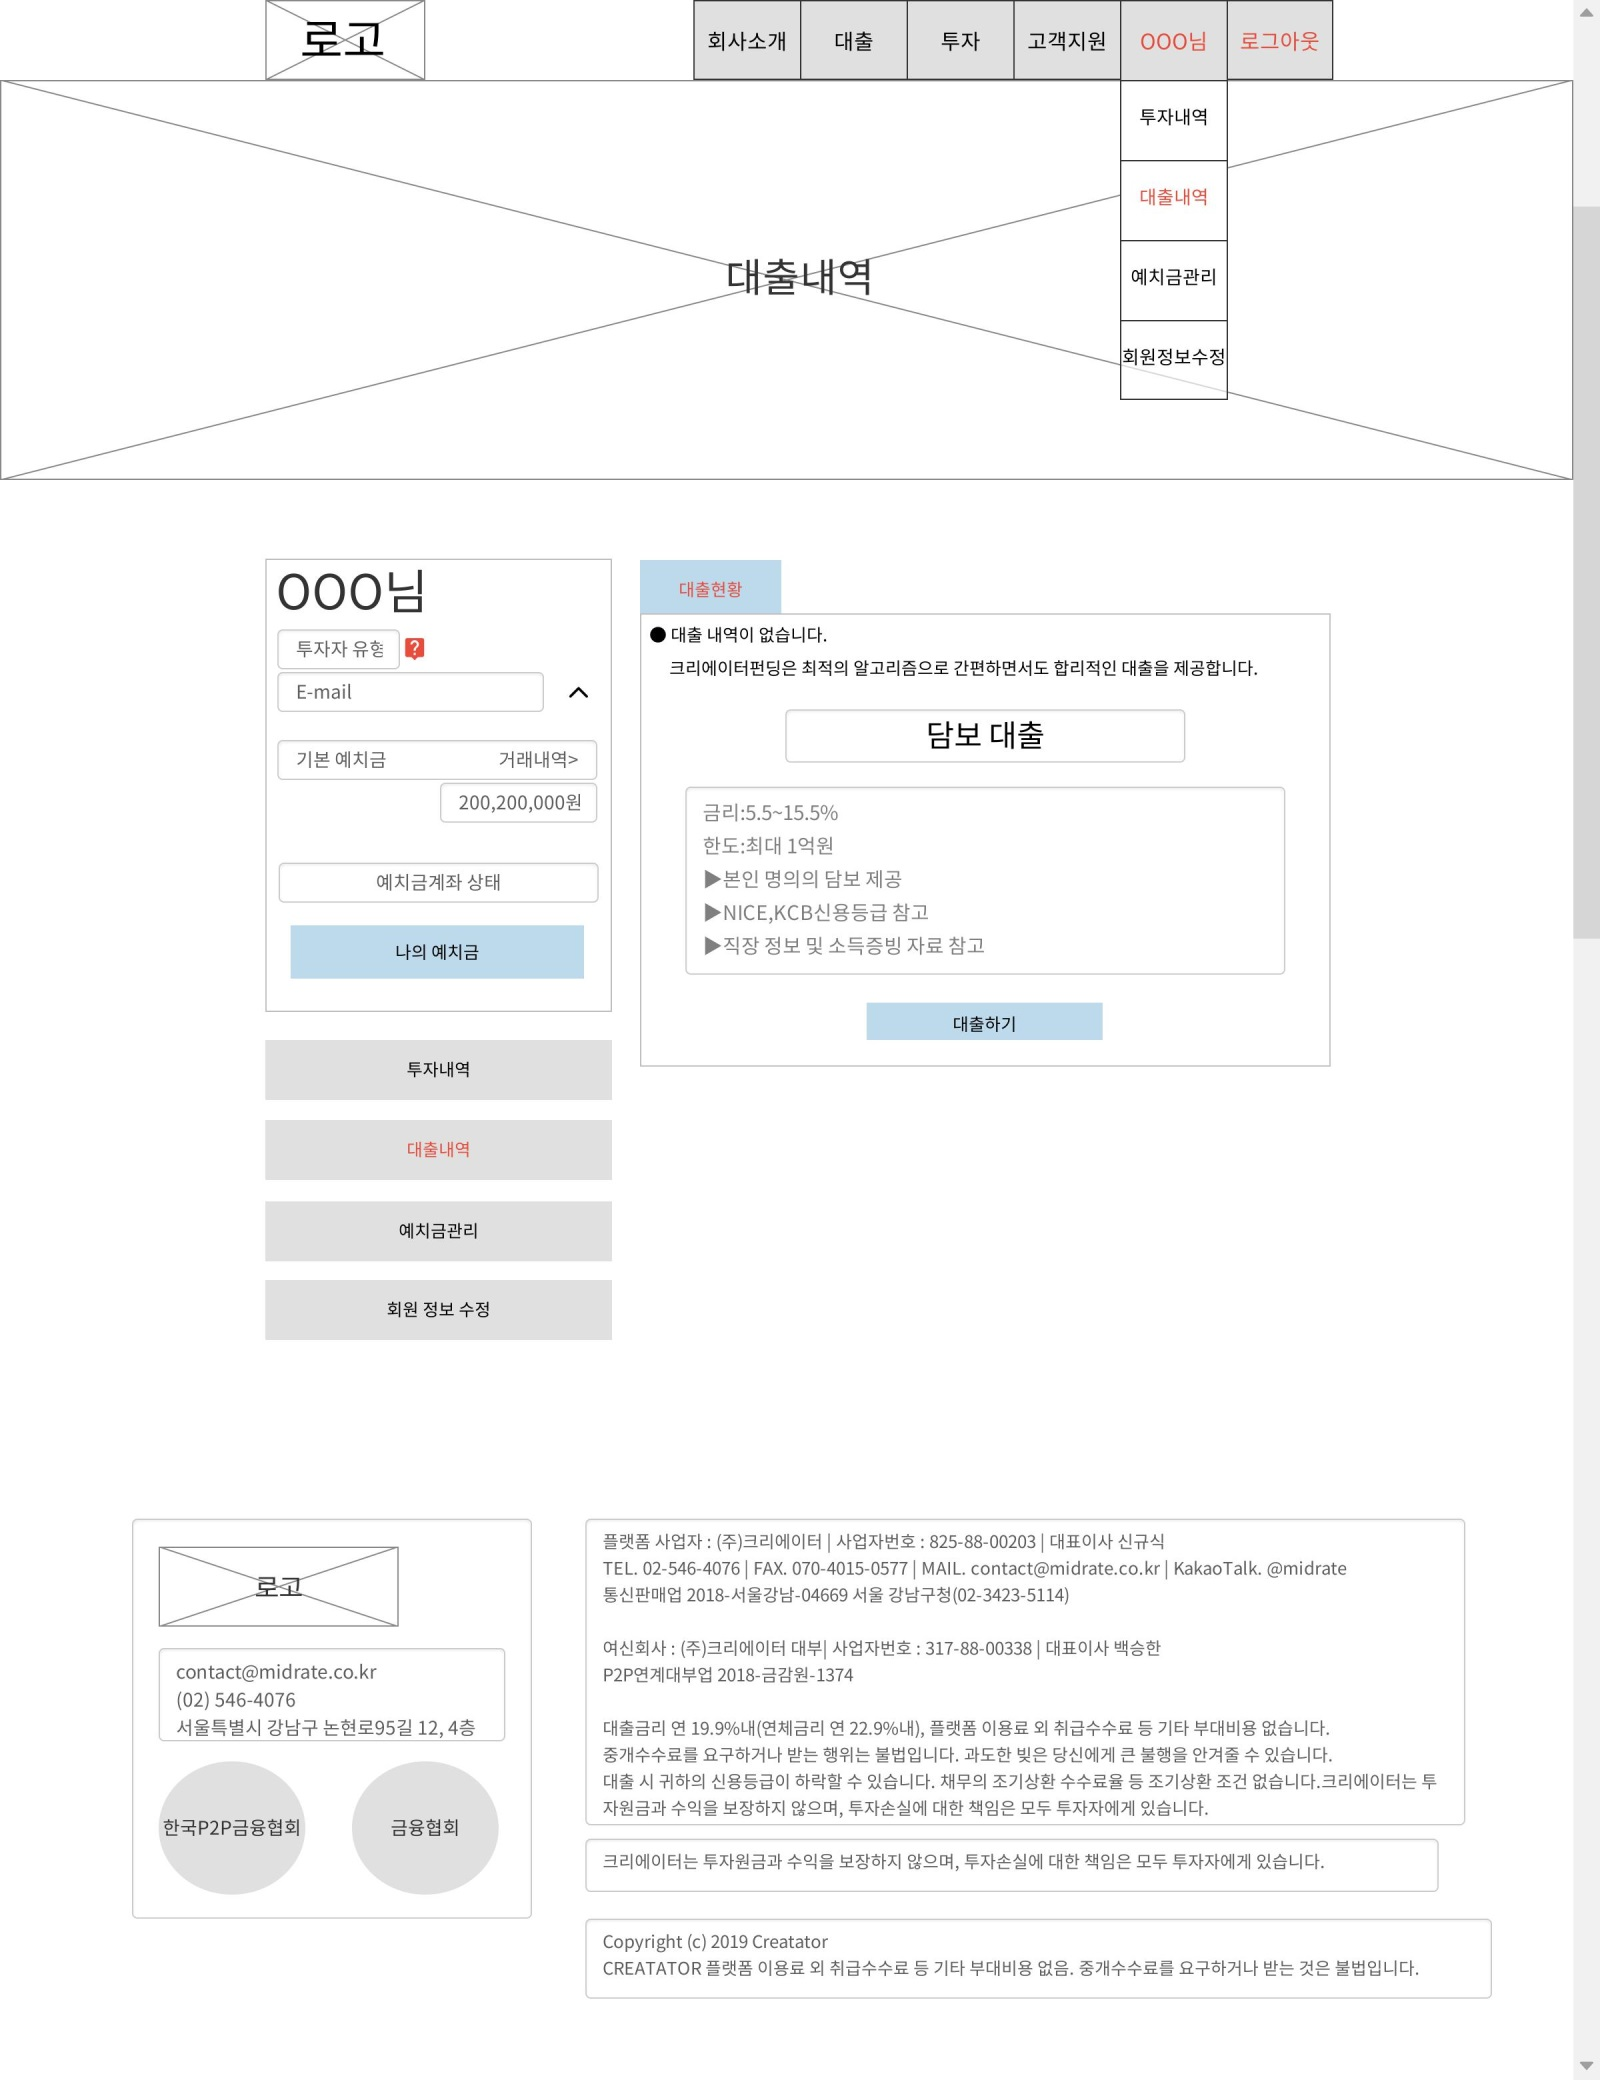 로고
회사소개
대출
투자
고객지원
OOO님
로그아웃
투자내역
대출내역
예치금관리
회원정보수정
대출내역
OOO님
투자자 유형
?
E-mail
기본 예치금 거래내역>
200,200,000원
예치금계좌 상태
나의 예치금
투자내역
대출내역
예치금관리
회원 정보 수정
대출현황
● 대출 내역이 없습니다.
크리에이터펀딩은 최적의 알고리즘으로 간편하면서도 합리적인 대출을 제공합니다.
담보 대출
금리:5.5~15.5%
한도:최대 1억원
▶본인 명의의 담보 제공
▶NICE,KCB신용등급 참고
▶직장 정보 및 소득증빙 자료 참고
대출하기
로고
contact@midrate.co.kr
(02) 546-4076
서울특별시 강남구 논현로95길 12, 4층
한국P2P금융협회
금융협회
플랫폼 사업자 : (주)크리에이터 | 사업자번호 : 825-88-00203 | 대표이사 신규식
TEL. 02-546-4076 | FAX. 070-4015-0577 | MAIL. contact@midrate.co.kr | KakaoTalk. @midrate
통신판매업 2018-서울강남-04669 서울 강남구청(02-3423-5114)
여신회사 : (주)크리에이터 대부| 사업자번호 : 317-88-00338 | 대표이사 백승한
P2P연계대부업 2018-금감원-1374
대출금리 연 19.9%내(연체금리 연 22.9%내), 플랫폼 이용료 외 취급수수료 등 기타 부대비용 없습니다.
중개수수료를 요구하거나 받는 행위는 불법입니다. 과도한 빚은 당신에게 큰 불행을 안겨줄 수 있습니다.
대출 시 귀하의 신용등급이 하락할 수 있습니다. 채무의 조기상환 수수료율 등 조기상환 조건 없습니다.크리에이터는 투
자원금과 수익을 보장하지 않으며, 투자손실에 대한 책임은 모두 투자자에게 있습니다.
크리에이터는 투자원금과 수익을 보장하지 않으며, 투자손실에 대한 책임은 모두 투자자에게 있습니다.
Copyright (c) 2019 Creatator
CREATATOR 플랫폼 이용료 외 취급수수료 등 기타 부대비용 없음. 중개수수료를 요구하거나 받는 것은 불법입니다.